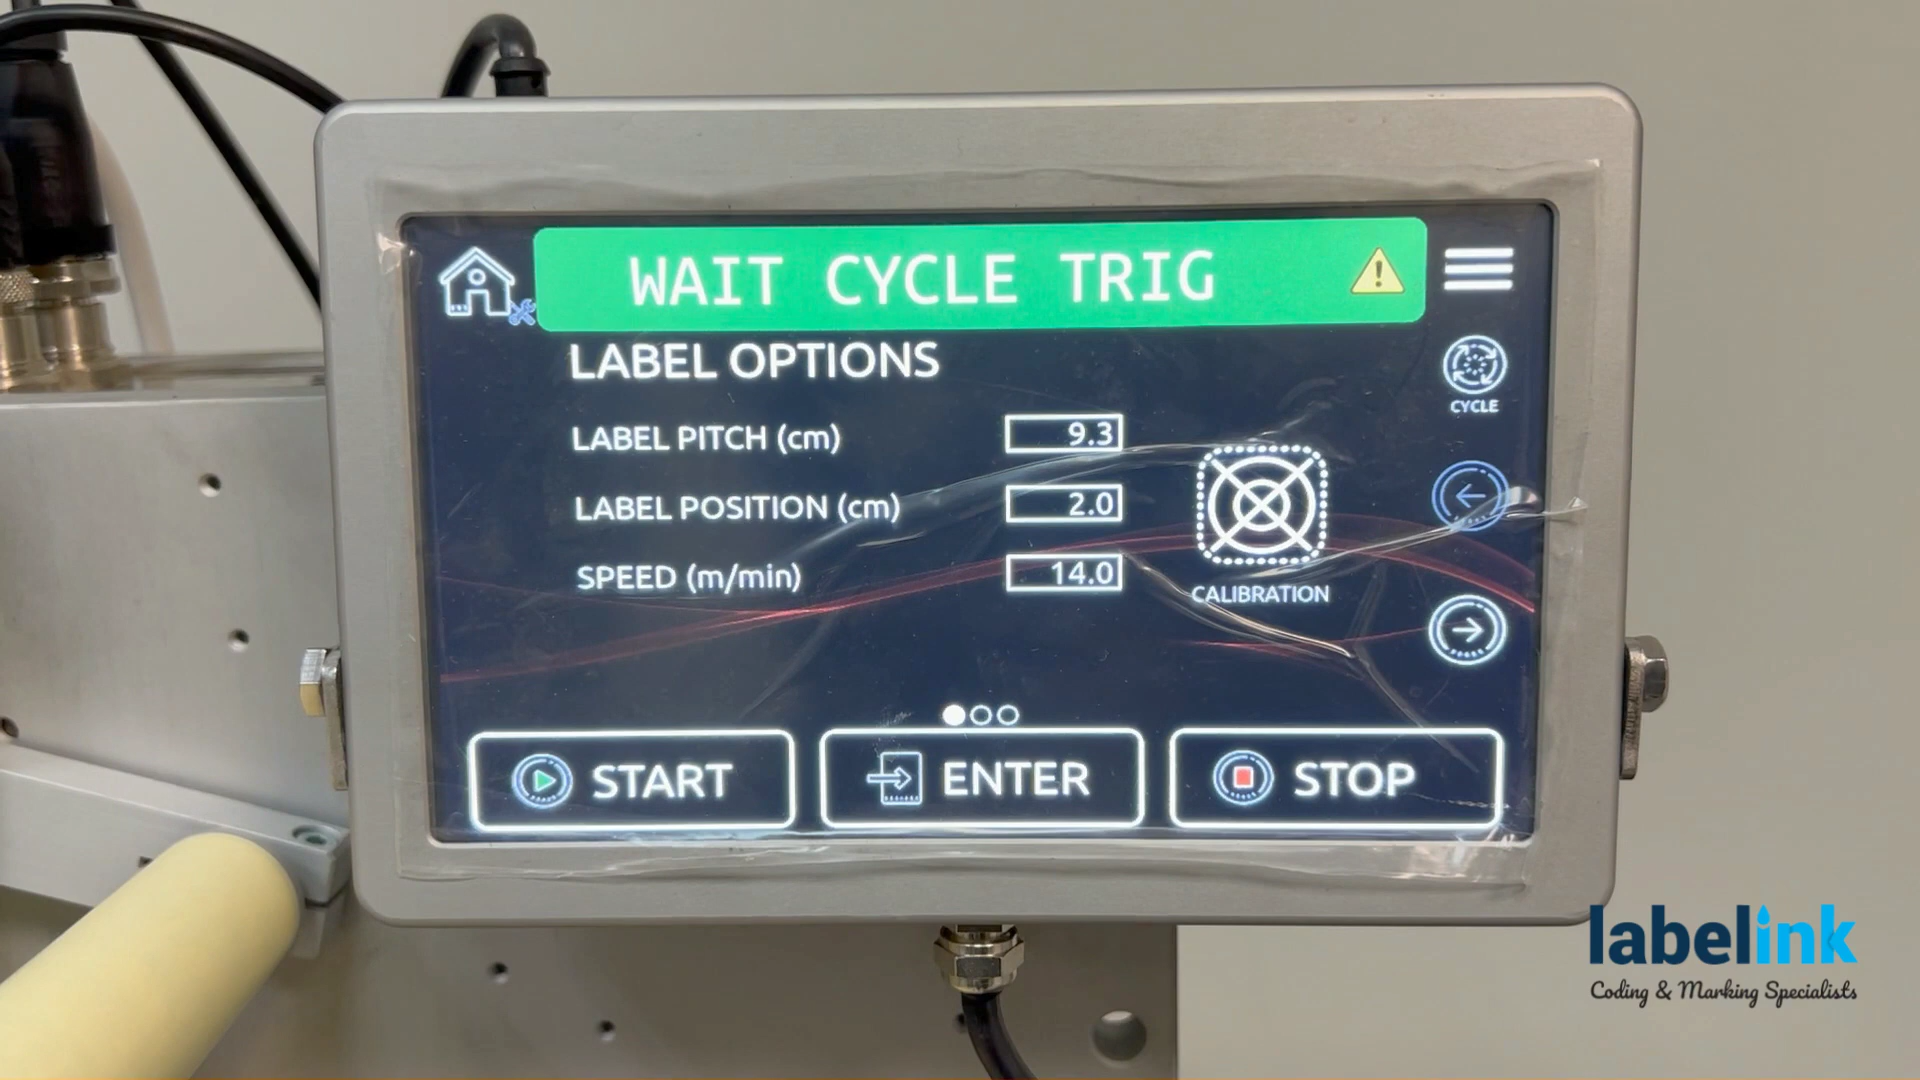 WAIT CYCLE TRIG
LABEL OPTIONS
LABEL PITCH (cm) 9.3
LABEL POSITION (cm) 2.0
SPEED (m/min) 14.0
CYCLE
CALIBRATION
START
ENTER
STOP
labelink
Coding & Marking Specialists